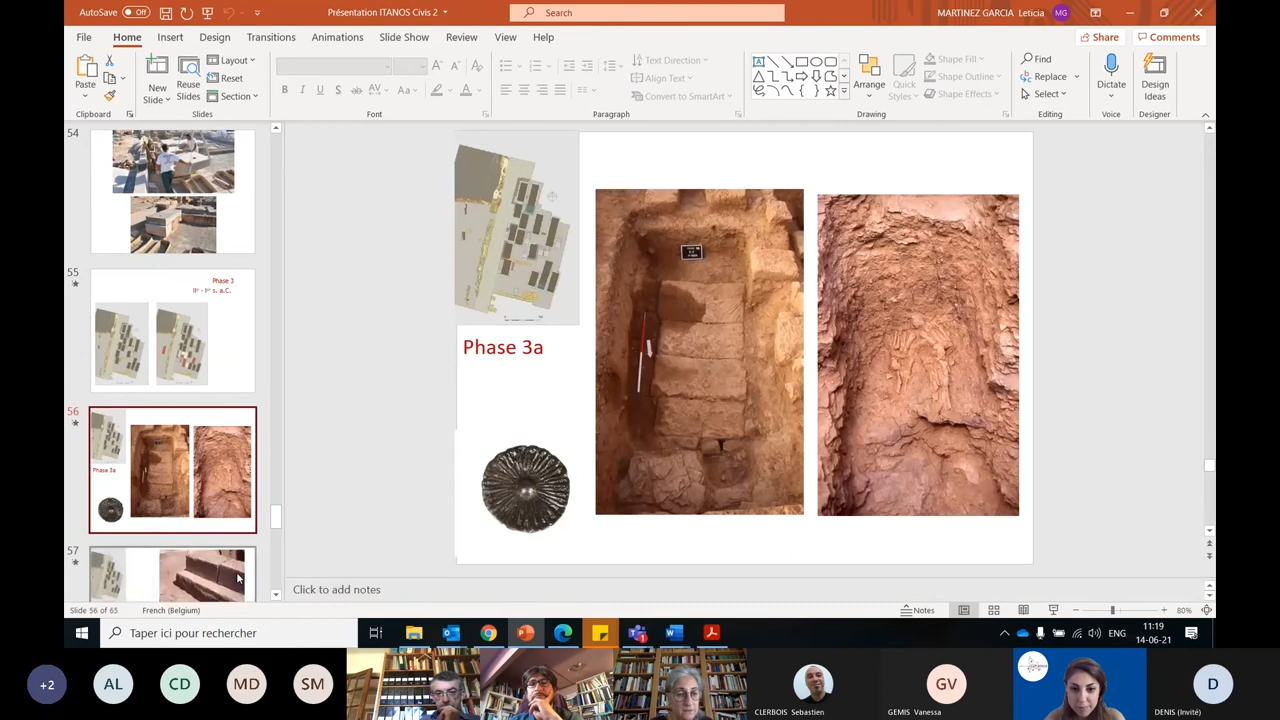 AutoSave Off
Présentation ITANOS Civis 2
Search
MARTINEZ GARCIA Leticia MG
File Home Insert Design Transitions Animations Slide Show Review View Help
Share Comments
Paste
New Slide
Reuse Slides
Layout
Reset
Section
B I U S ab AV Aa A
Text Direction
Align Text
Convert to SmartArt
Arrange
Quick Styles
Shape Fill
Shape Outline
Shape Effects
Find
Replace
Select
Dictate
Design Ideas
Clipboard Slides Font Paragraph Drawing Editing Voice Designer
54
55
Phase 3
56
Phase 3a
57
Phase 3a
Click to add notes
Slide 56 of 65 French (Belgium)
Notes
80%
Taper ici pour rechercher
ENG
11:19
14-06-21
+2 AL CD MD SM
CLERBOIS Sebastien
GV
GEMIS Vanessa
D
DENIS (Invité)